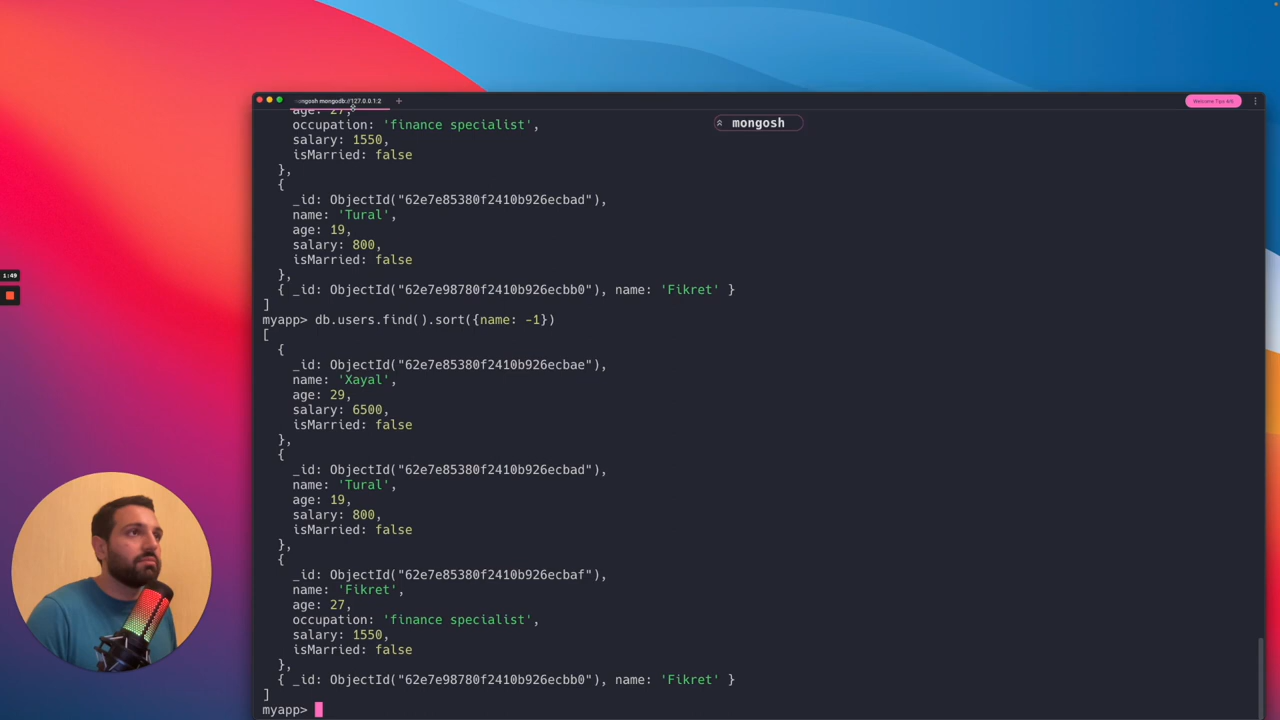 mongosh mongodb://127.0.0.1:2
+
Welcome Tips &
mongosh
age: 27,
occupation: 'finance specialist',
salary: 1550,
isMarried: false
},
{
_id: ObjectId("62e7e85380f2410b926ecbad"),
name: 'Tural',
age: 19,
salary: 800,
isMarried: false
},
{ _id: ObjectId("62e7e98780f2410b926ecbb0"), name: 'Fikret' }
]
myapp> db.users.find().sort({name: -1})
[
{
_id: ObjectId("62e7e85380f2410b926ecbae"),
name: 'Xayal',
age: 29,
salary: 6500,
isMarried: false
},
{
_id: ObjectId("62e7e85380f2410b926ecbad"),
name: 'Tural',
age: 19,
salary: 800,
isMarried: false
},
{
_id: ObjectId("62e7e85380f2410b926ecbaf"),
name: 'Fikret',
age: 27,
occupation: 'finance specialist',
salary: 1550,
isMarried: false
},
{ _id: ObjectId("62e7e98780f2410b926ecbb0"), name: 'Fikret' }
]
myapp>
1:49